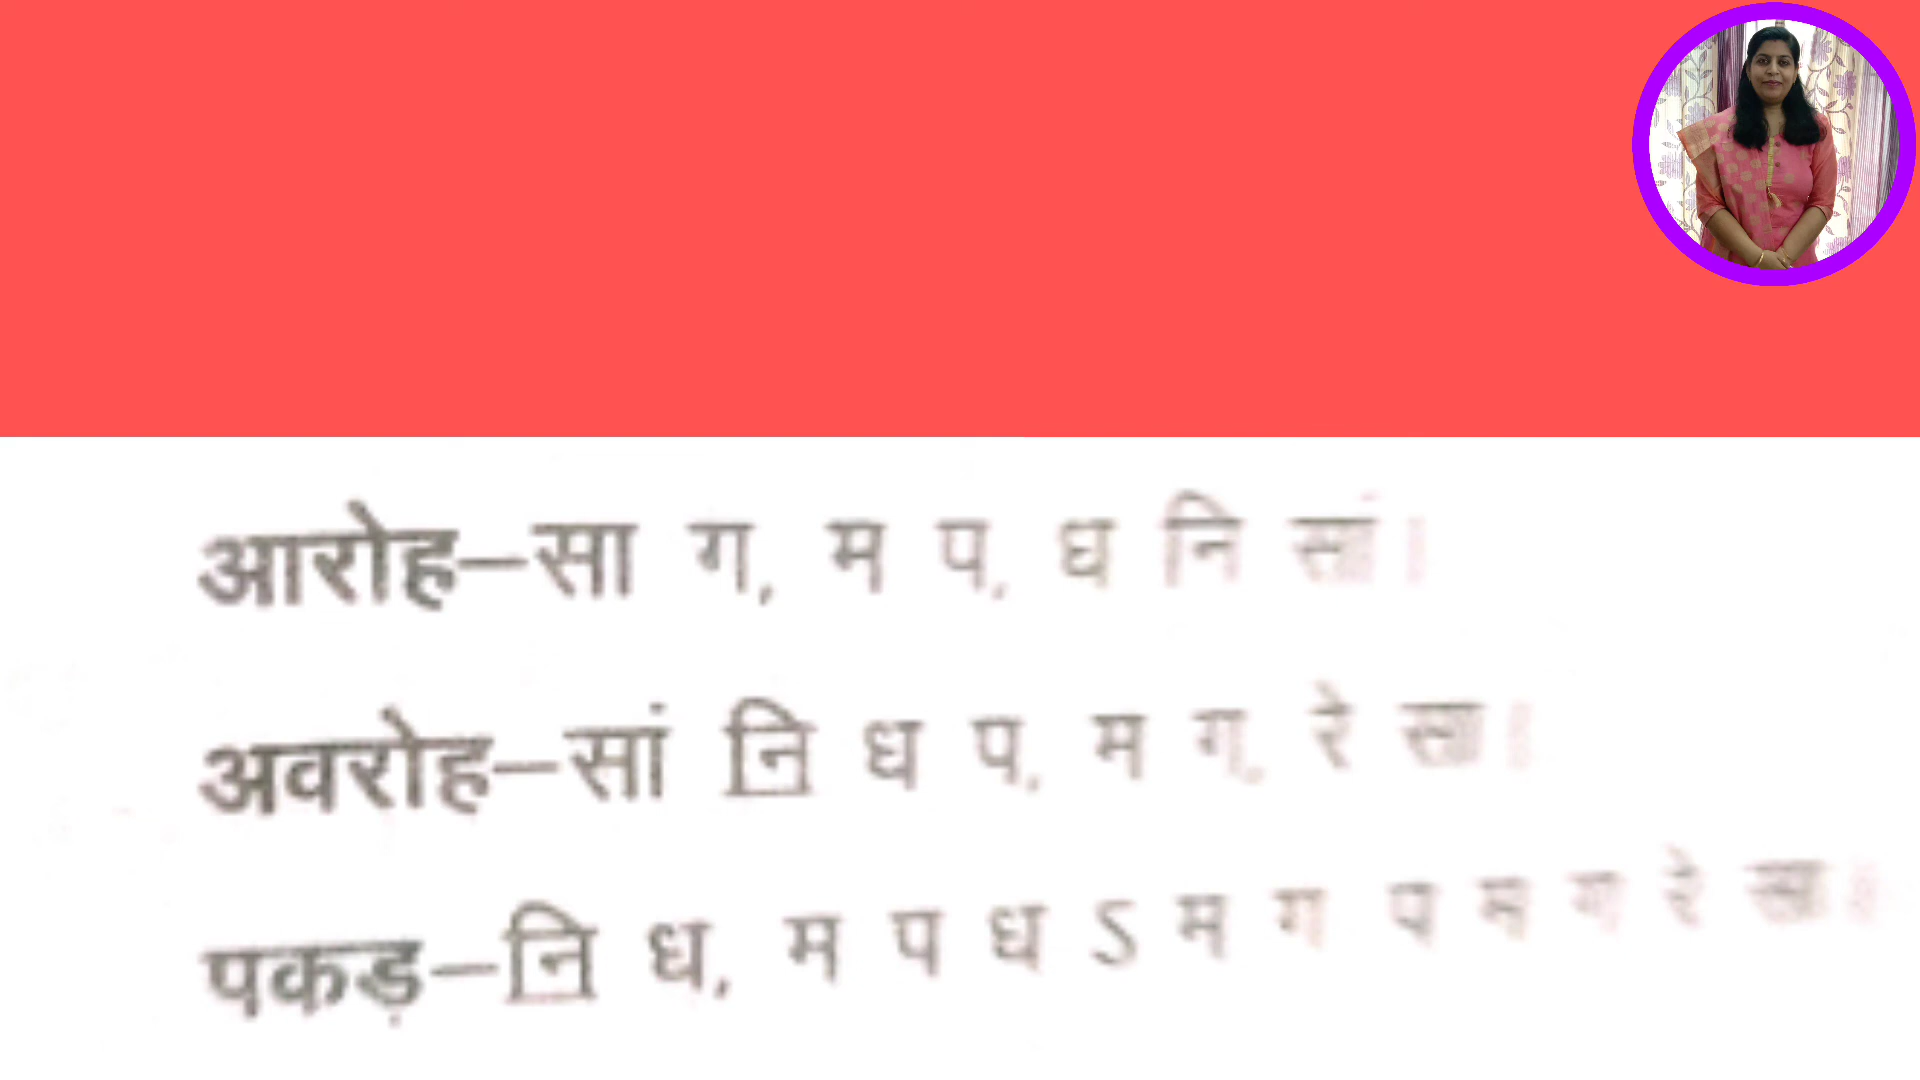 आरोह–सा ग, म प, ध नि सां।
अवरोह–सां नि॒ ध प, म ग, रे सा।
पकड़–नि॒ ध, म प ध ऽ म ग प म ग रे सा।